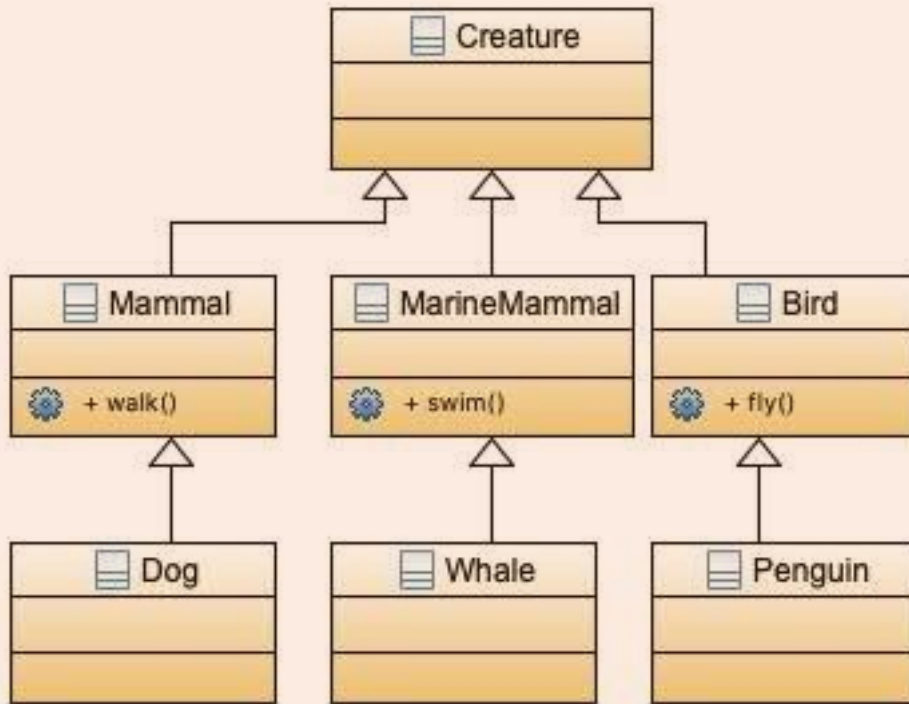 Creature
Mammal
MarineMammal
Bird
+ walk()
+ swim()
+ fly()
Dog
Whale
Penguin